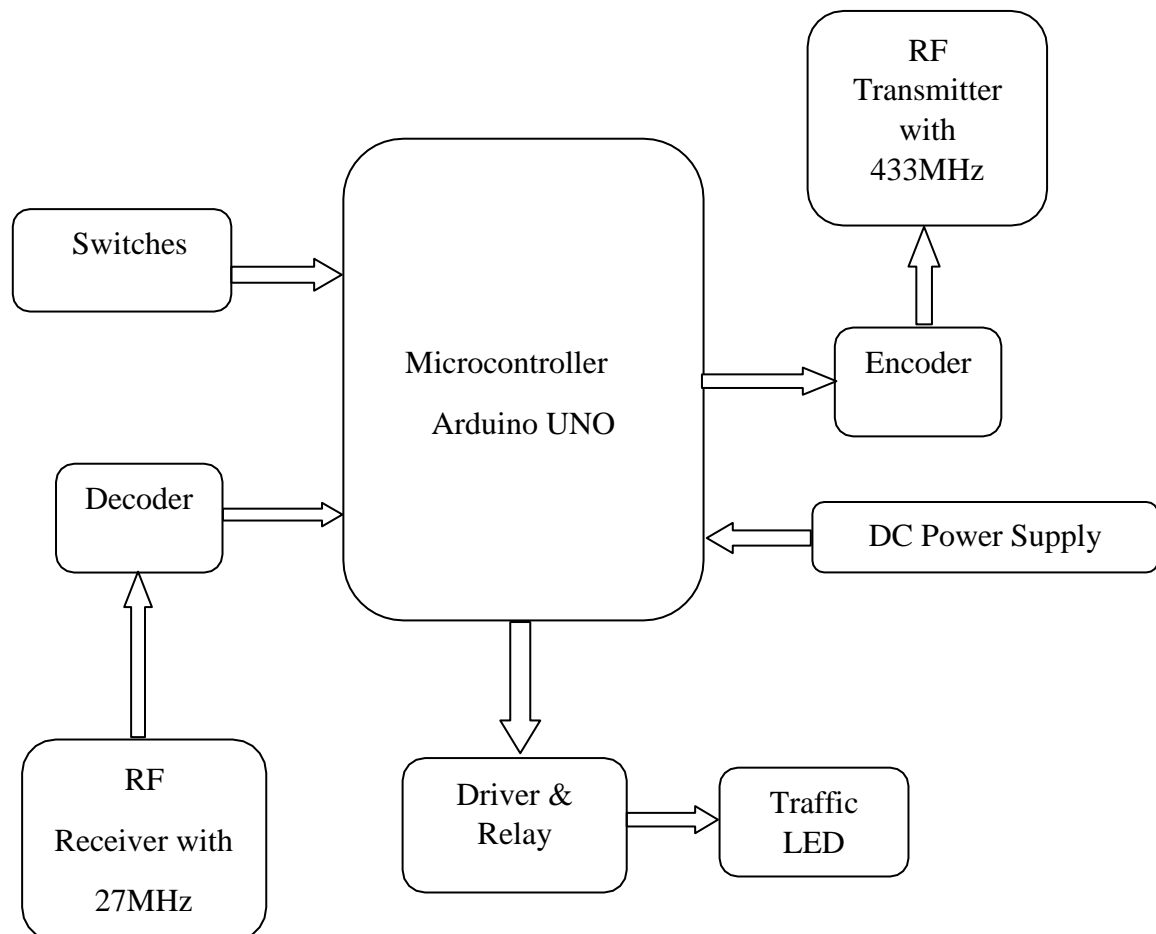 RF
Transmitter
with
433MHz
Switches
Microcontroller
Arduino UNO
Encoder
Decoder
DC Power Supply
RF
Receiver with
27MHz
Driver &
Relay
Traffic
LED